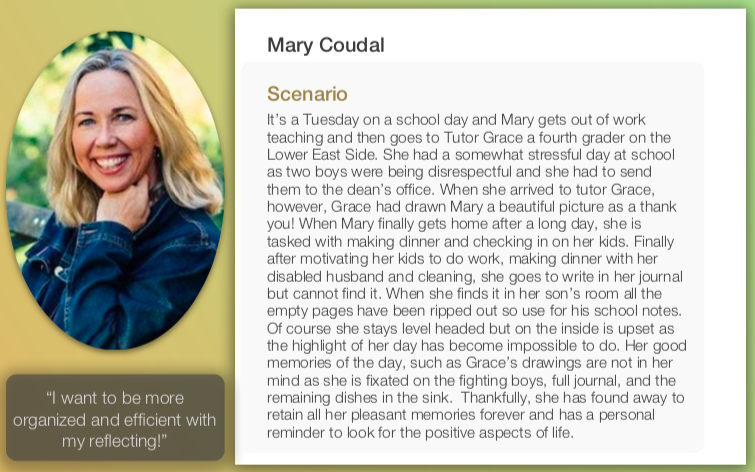 Mary Coudal
Scenario
It's a Tuesday on a school day and Mary gets out of work
teaching and then goes to Tutor Grace a fourth grader on the
Lower East Side. She had a somewhat stressful day at school
as two boys were being disrespectful and she had to send
them to the dean's office. When she arrived to tutor Grace,
however, Grace had drawn Mary a beautiful picture as a thank
you! When Mary finally gets home after a long day, she is
tasked with making dinner and checking in on her kids. Finally
after motivating her kids to do work, making dinner with her
disabled husband and cleaning, she goes to write in her journal
but cannot find it. When she finds it in her son's room all the
empty pages have been ripped out so use for his school notes.
Of course she stays level headed but on the inside is upset as
the highlight of her day has become impossible to do. Her good
memories of the day, such as Grace's drawings are not in her
mind as she is fixated on the fighting boys, full journal, and the
remaining dishes in the sink.  Thankfully, she has found away to
retain all her pleasant memories forever and has a personal
reminder to look for the positive aspects of life.
“I want to be more
organized and efficient with
my reflecting!”